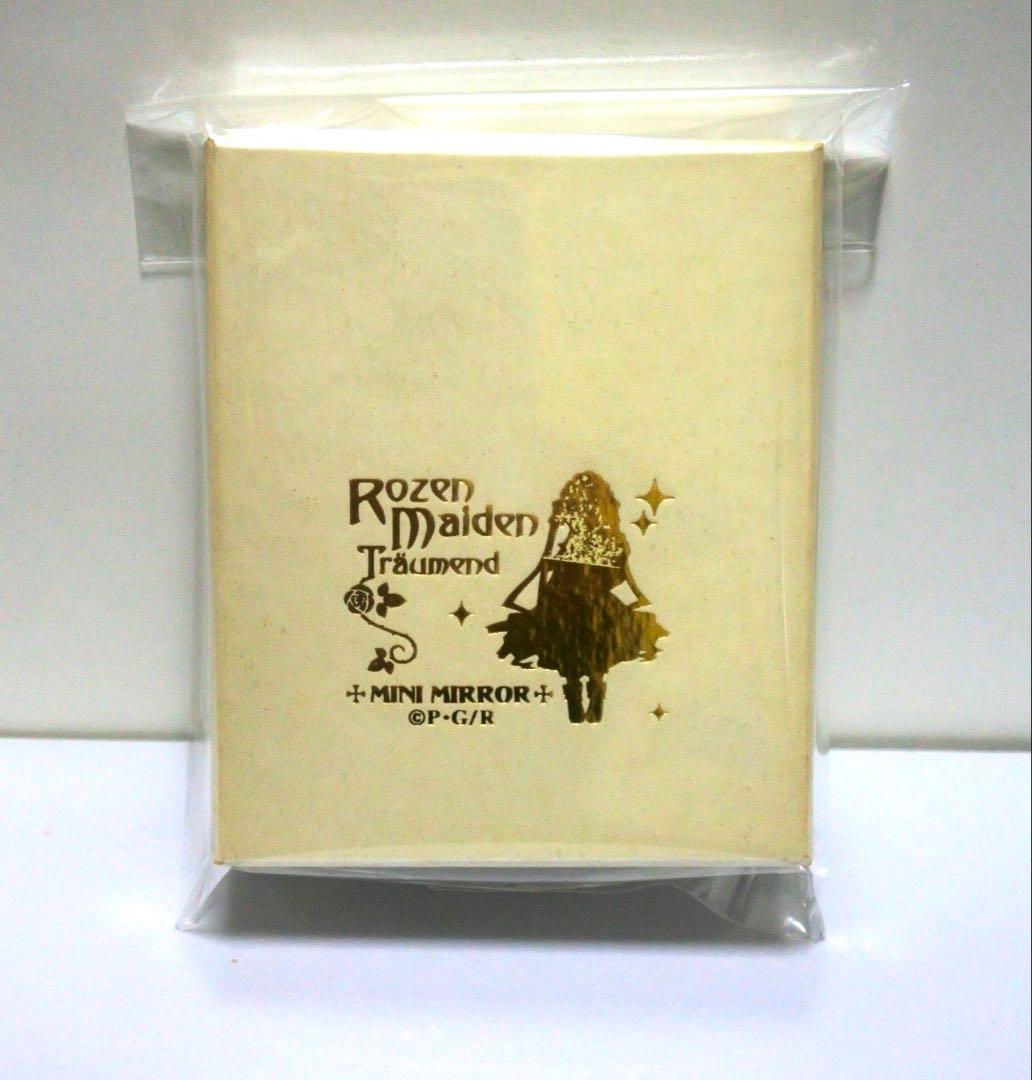 Rozen
Maiden
Träumend
MINI MIRROR
©P・G/R